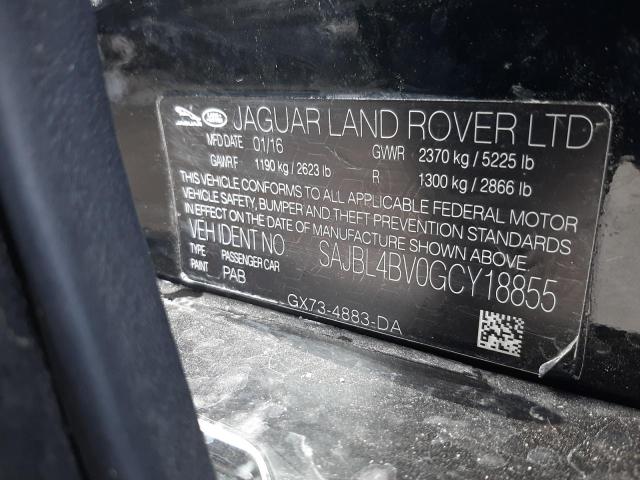 JAGUAR LAND ROVER LTD
MFD DATE 01/16 GVWR 2370 kg / 5225 lb
GAWR F 1190 kg / 2623 lb R 1300 kg / 2866 lb
THIS VEHICLE CONFORMS TO ALL APPLICABLE FEDERAL MOTOR
VEHICLE SAFETY, BUMPER AND THEFT PREVENTION STANDARDS
IN EFFECT ON THE DATE OF MANUFACTURE SHOWN ABOVE.
VEH IDENT NO SAJBL4BV0GCY18855
TYPE PASSENGER CAR
PAINT PAB
GX73-4883-DA